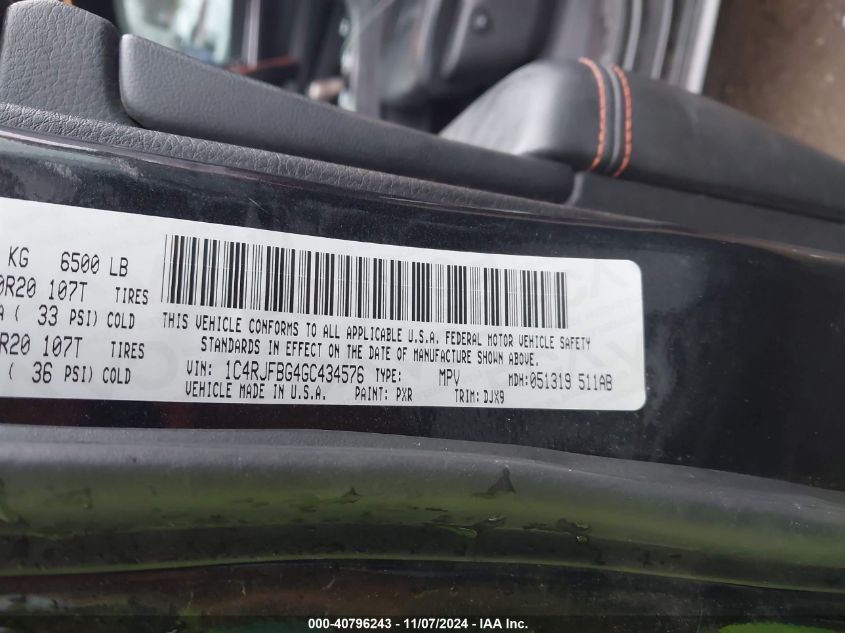 KG 6500 LB
0R20 107T TIRES
( 33 PSI) COLD
R20 107T TIRES
( 36 PSI) COLD
THIS VEHICLE CONFORMS TO ALL APPLICABLE U.S.A. FEDERAL MOTOR VEHICLE SAFETY
STANDARDS IN EFFECT ON THE DATE OF MANUFACTURE SHOWN ABOVE.
VIN: 1C4RJFBG4GC434576 TYPE: MPV MDH:051319 511AB
VEHICLE MADE IN U.S.A. PAINT: PXR TRIM: DJX9
000-40796243 - 11/07/2024 - IAA Inc.